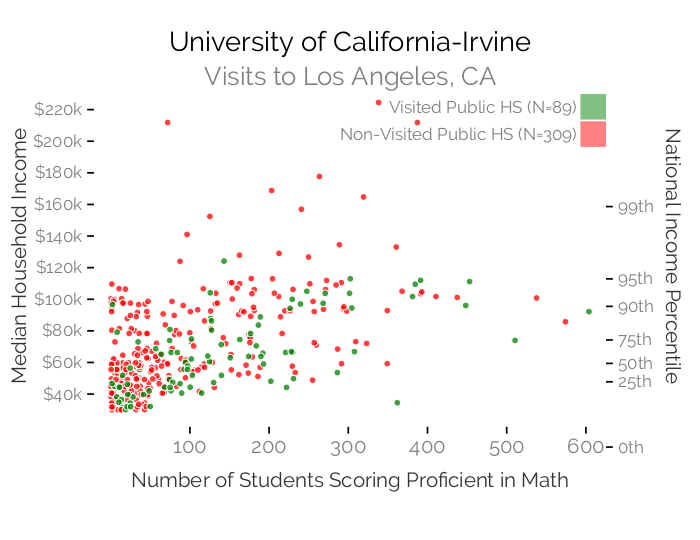 University of California-Irvine
Visits to Los Angeles, CA
Visited Public HS (N=89)
Non-Visited Public HS (N=309)
Median Household Income
$220k
$200k
$180k
$160k
$140k
$120k
$100k
$80k
$60k
$40k
National Income Percentile
99th
95th
90th
75th
50th
25th
0th
100 200 300 400 500 600
Number of Students Scoring Proficient in Math